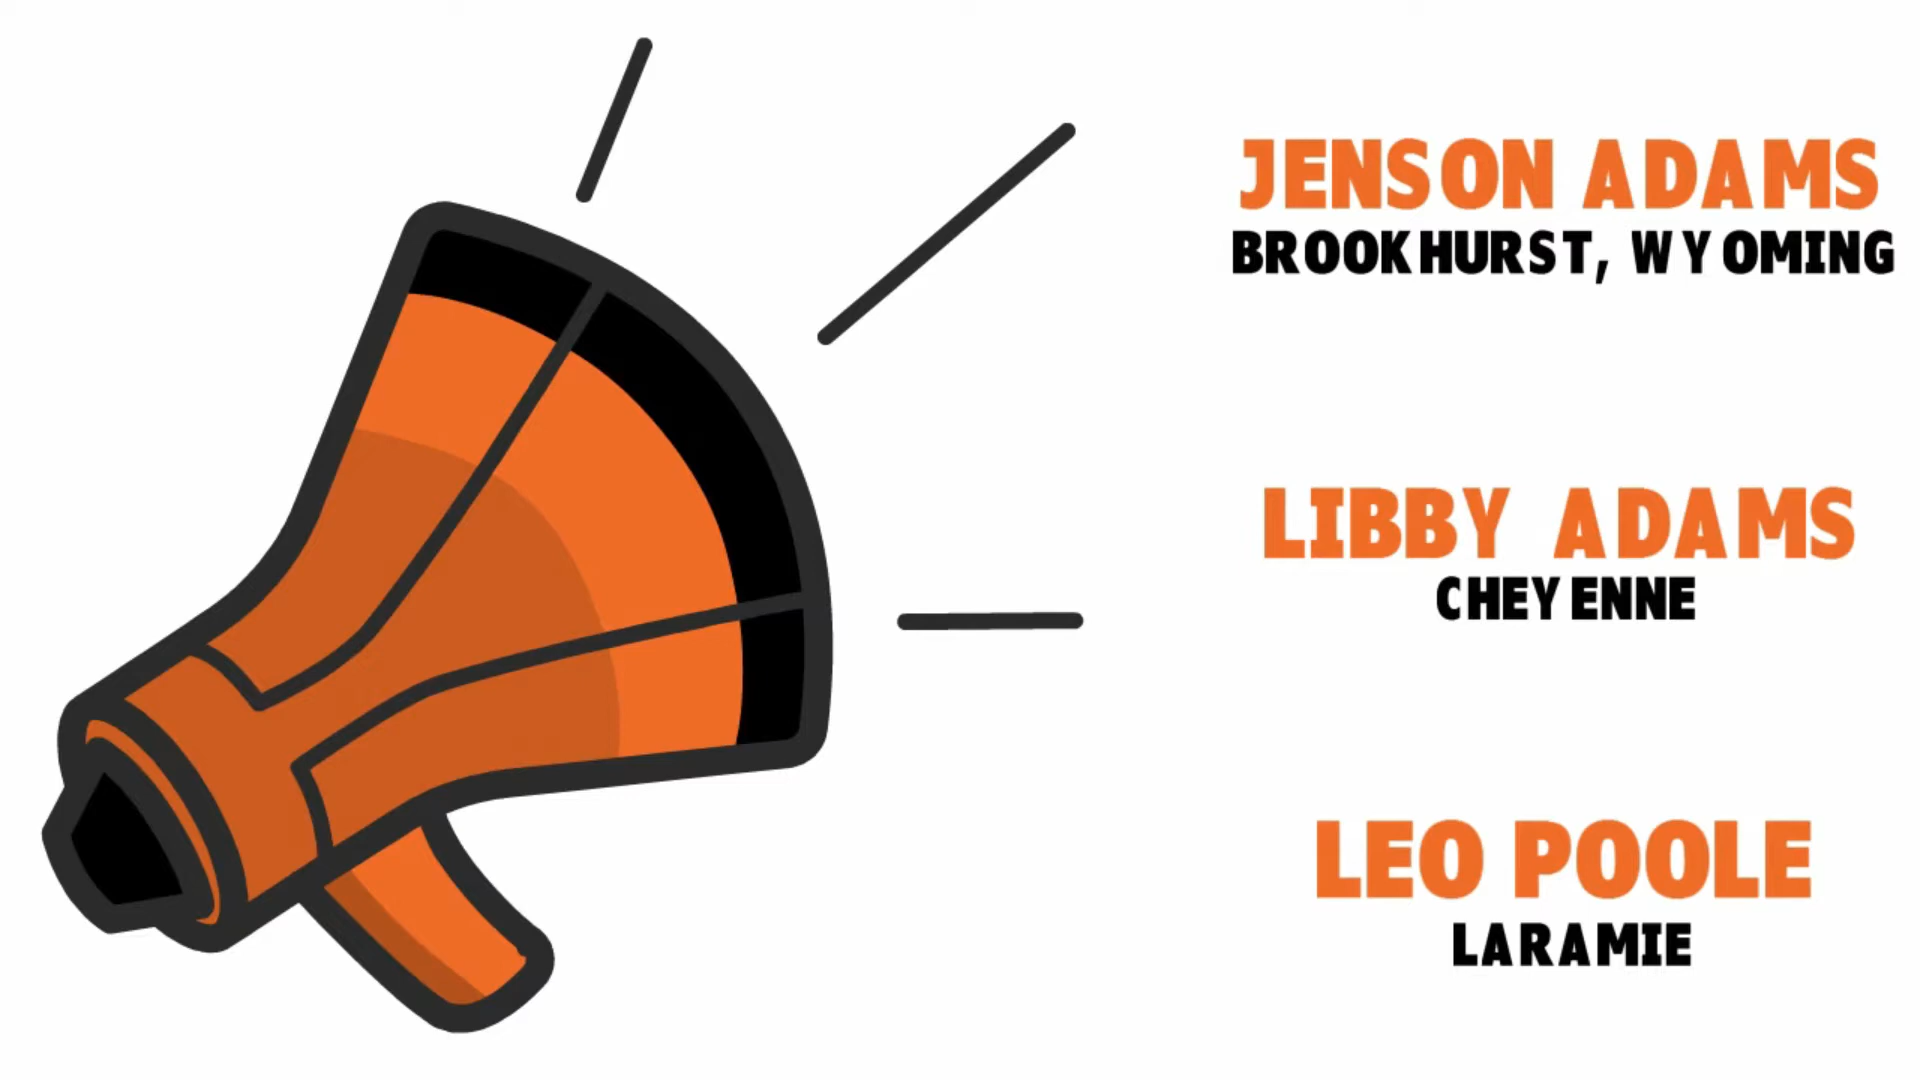 JENSON ADAMS
BROOKHURST, WYOMING
LIBBY ADAMS
CHEYENNE
LEO POOLE
LARAMIE